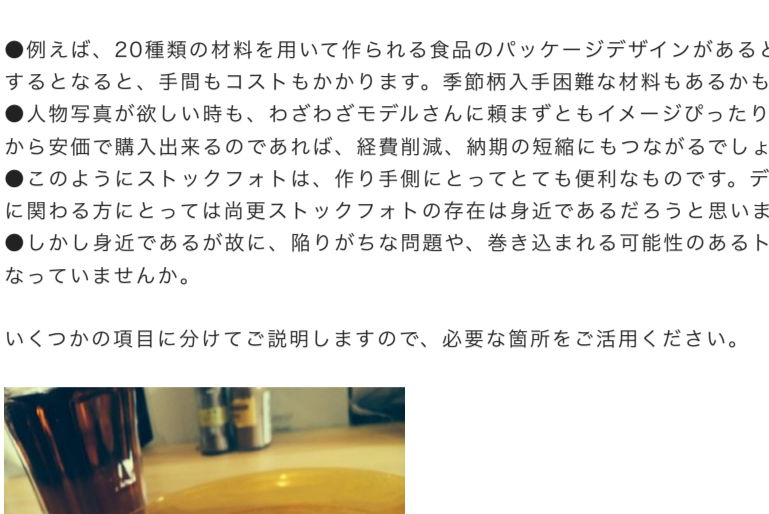 ●例えば、20種類の材料を用いて作られる食品のパッケージデザインがあると
するとなると、手間もコストもかかります。季節柄入手困難な材料もあるかも
●人物写真が欲しい時も、わざわざモデルさんに頼まずともイメージぴったり
から安価で購入出来るのであれば、経費削減、納期の短縮にもつながるでしょ
●このようにストックフォトは、作り手側にとってとても便利なものです。デ
に関わる方にとっては尚更ストックフォトの存在は身近であるだろうと思いま
●しかし身近であるが故に、陥りがちな問題や、巻き込まれる可能性のあるト
なっていませんか。
いくつかの項目に分けてご説明しますので、必要な箇所をご活用ください。